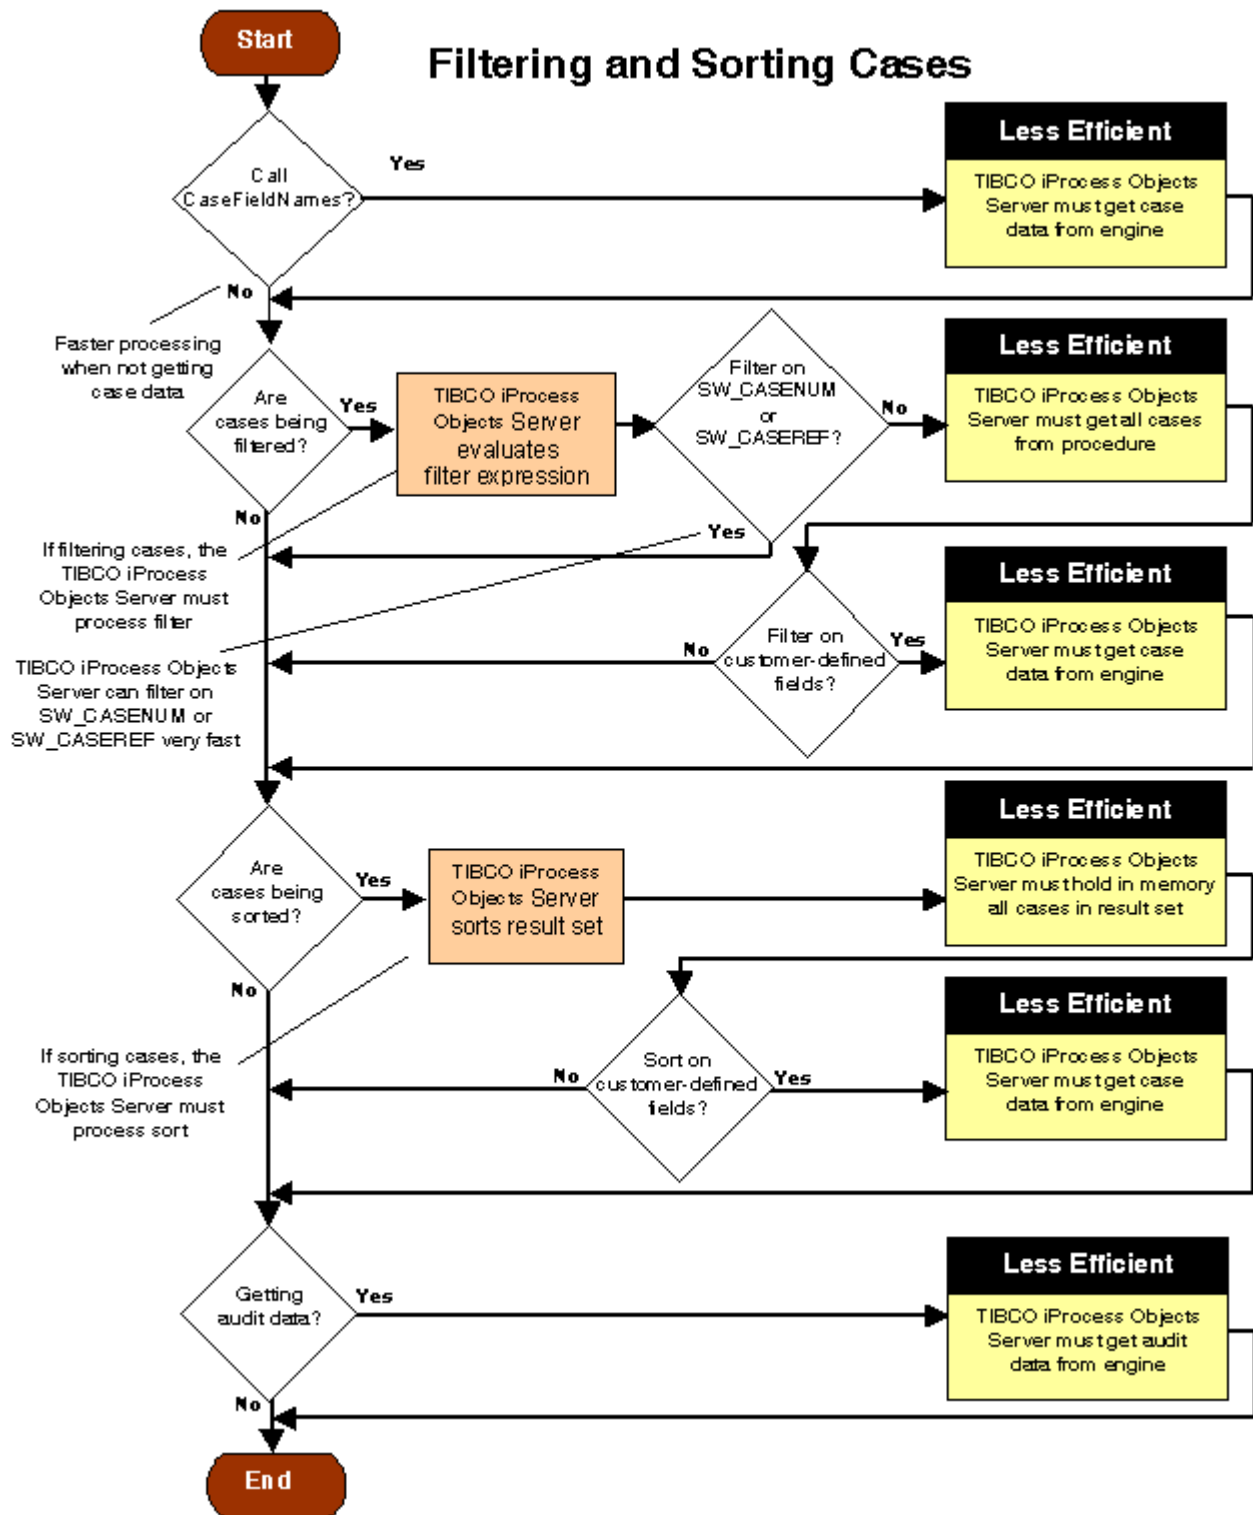 Start
Filtering and Sorting Cases
Call
CaseFieldNames?
Yes
Less Efficient
TIBCO iProcess Objects
Server must get case
data from engine
No
Faster processing
when not getting
case data
Are
cases being
filtered?
Yes
TIBCO iProcess
Objects Server
evaluates
filter expression
Filter on
SW_CASENUM
or
SW_CASEREF?
No
Less Efficient
TIBCO iProcess Objects
Server must get all cases
from procedure
No
Yes
If filtering cases, the
TIBCO iProcess
Objects Server must
process filter
Less Efficient
TIBCO iProcess Objects
Server must get case
data from engine
Filter on
customer-defined
fields?
No
Yes
TIBCO iProcess Objects
Server can filter on
SW_CASENUM or
SW_CASEREF very fast
Are
cases being
sorted?
Yes
TIBCO iProcess
Objects Server
sorts result set
Less Efficient
TIBCO iProcess Objects
Server must hold in memory
all cases in result set
No
If sorting cases, the
TIBCO iProcess
Objects Server must
process sort
Sort on
customer-defined
fields?
No
Yes
Less Efficient
TIBCO iProcess Objects
Server must get case
data from engine
Getting
audit data?
Yes
Less Efficient
TIBCO iProcess Objects
Server must get audit
data from engine
No
End